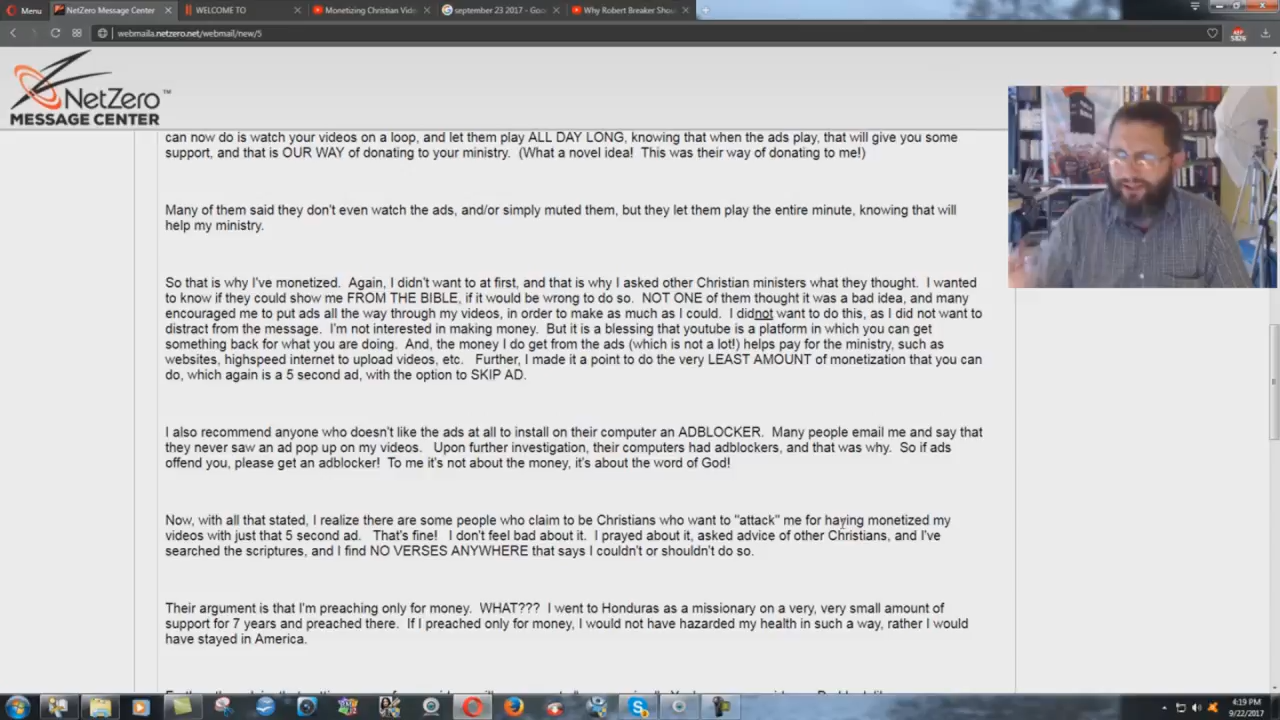 Menu
NetZero Message Center
WELCOME TO
Monetizing Christian Vide
september 23 2017 - Goo
Why Robert Breaker Shou
webmaila.netzero.net/webmail/new/5
NetZero™
MESSAGE CENTER
can now do is watch your videos on a loop, and let them play ALL DAY LONG, knowing that when the ads play, that will give you some
support, and that is OUR WAY of donating to your ministry.  (What a novel idea!  This was their way of donating to me!)
Many of them said they don't even watch the ads, and/or simply muted them, but they let them play the entire minute, knowing that will
help my ministry.
So that is why I've monetized.  Again, I didn't want to at first, and that is why I asked other Christian ministers what they thought.  I wanted
to know if they could show me FROM THE BIBLE, if it would be wrong to do so.  NOT ONE of them thought it was a bad idea, and many
encouraged me to put ads all the way through my videos, in order to make as much as I could.  I didnot want to do this, as I did not want to
distract from the message.  I'm not interested in making money.  But it is a blessing that youtube is a platform in which you can get
something back for what you are doing.  And, the money I do get from the ads (which is not a lot!) helps pay for the ministry, such as
websites, highspeed internet to upload videos, etc.  Further, I made it a point to do the very LEAST AMOUNT of monetization that you can
do, which again is a 5 second ad, with the option to SKIP AD.
I also recommend anyone who doesn't like the ads at all to install on their computer an ADBLOCKER.  Many people email me and say that
they never saw an ad pop up on my videos.  Upon further investigation, their computers had adblockers, and that was why.  So if ads
offend you, please get an adblocker!  To me it's not about the money, it's about the word of God!
Now, with all that stated, I realize there are some people who claim to be Christians who want to "attack" me for having monetized my
videos with just that 5 second ad.  That's fine!  I don't feel bad about it.  I prayed about it, asked advice of other Christians, and I've
searched the scriptures, and I find NO VERSES ANYWHERE that says I couldn't or shouldn't do so.
Their argument is that I'm preaching only for money.  WHAT???  I went to Honduras as a missionary on a very, very small amount of
support for 7 years and preached there.  If I preached only for money, I would not have hazarded my health in such a way, rather I would
have stayed in America.
4:19 PM
9/22/2017